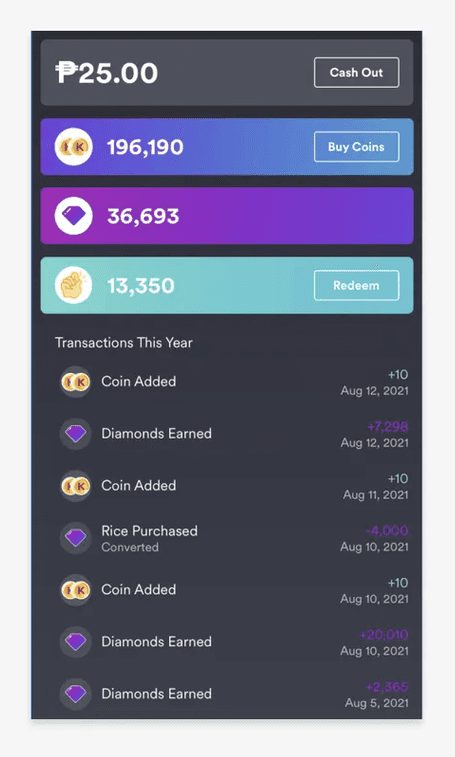 ₱25.00
Cash Out
196,190
Buy Coins
36,693
13,350
Redeem
Transactions This Year
Coin Added
+10
Aug 12, 2021
Diamonds Earned
+7,298
Aug 12, 2021
Coin Added
+10
Aug 11, 2021
Rice Purchased
-4,000
Converted
Aug 10, 2021
Coin Added
+10
Aug 10, 2021
Diamonds Earned
+20,010
Aug 10, 2021
Diamonds Earned
+2,365
Aug 5, 2021